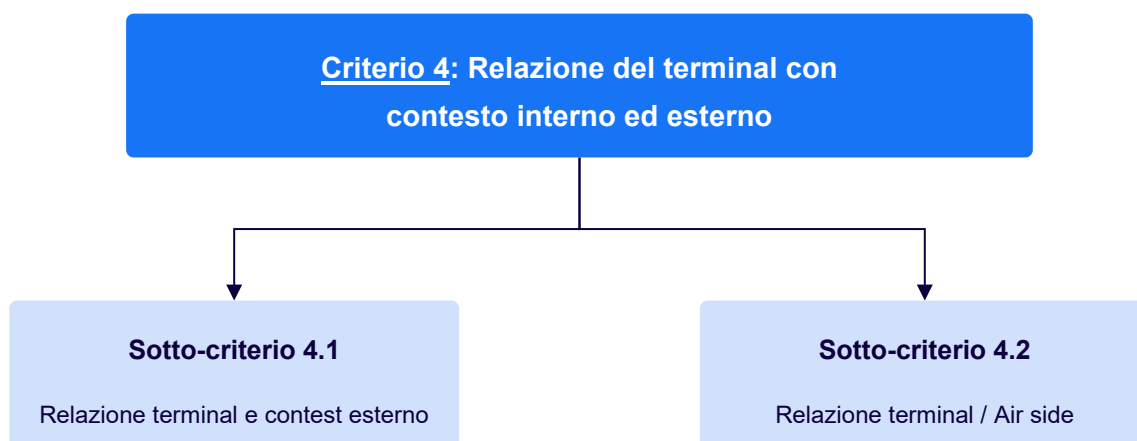 Criterio 4: Relazione del terminal con
contesto interno ed esterno
Sotto-criterio 4.1
Relazione terminal e contest esterno
Sotto-criterio 4.2
Relazione terminal / Air side